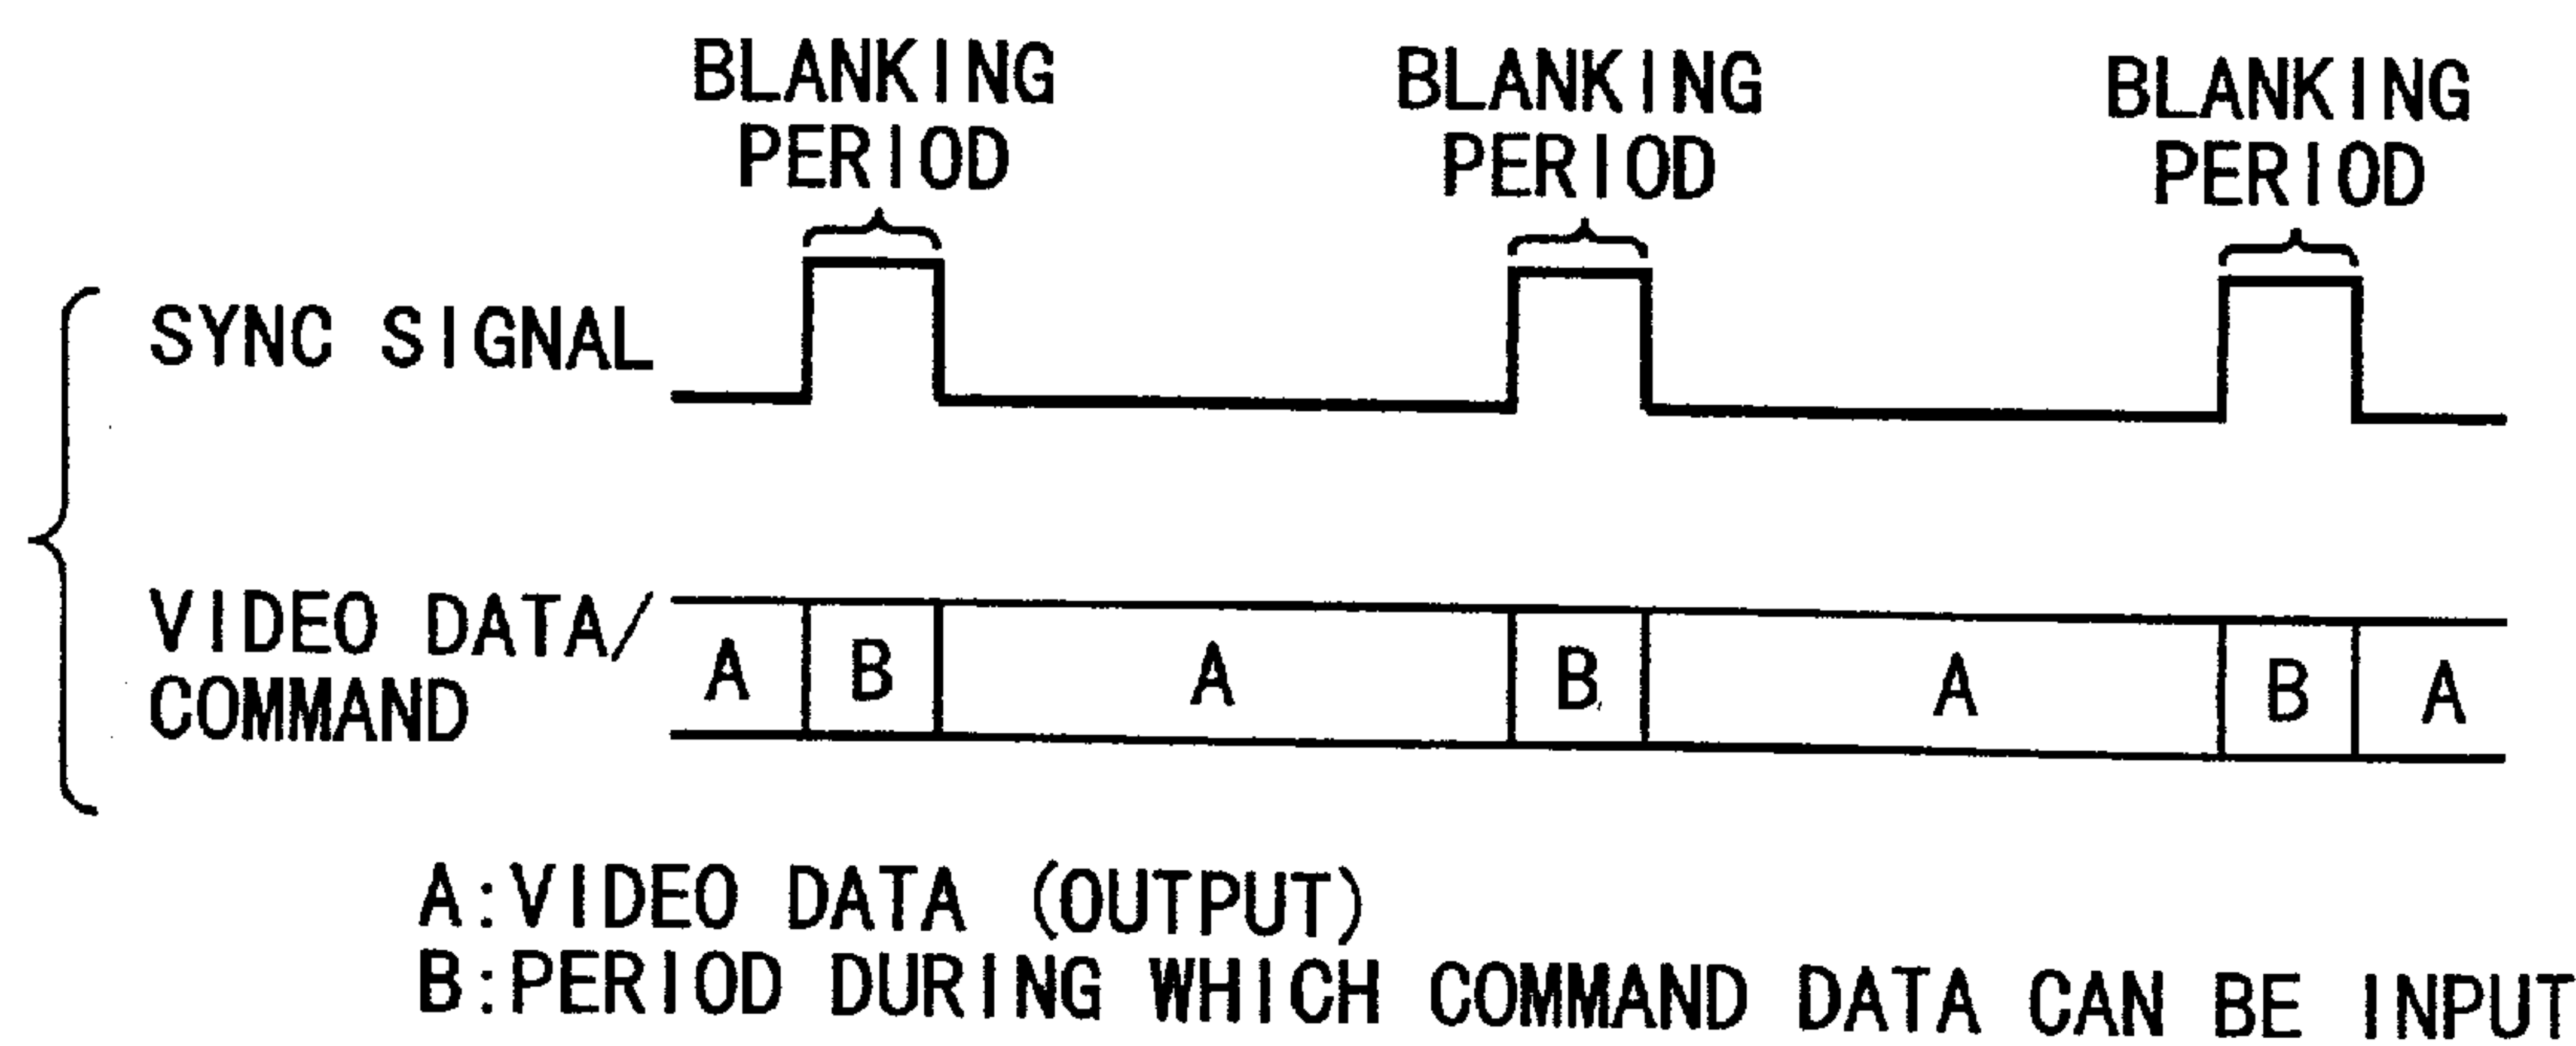 BLANKING
PERIOD
BLANKING
PERIOD
BLANKING
PERIOD
SYNC SIGNAL
VIDEO DATA/
COMMAND
A
B
A
B
A
B
A
A:VIDEO DATA (OUTPUT)
B:PERIOD DURING WHICH COMMAND DATA CAN BE INPUT